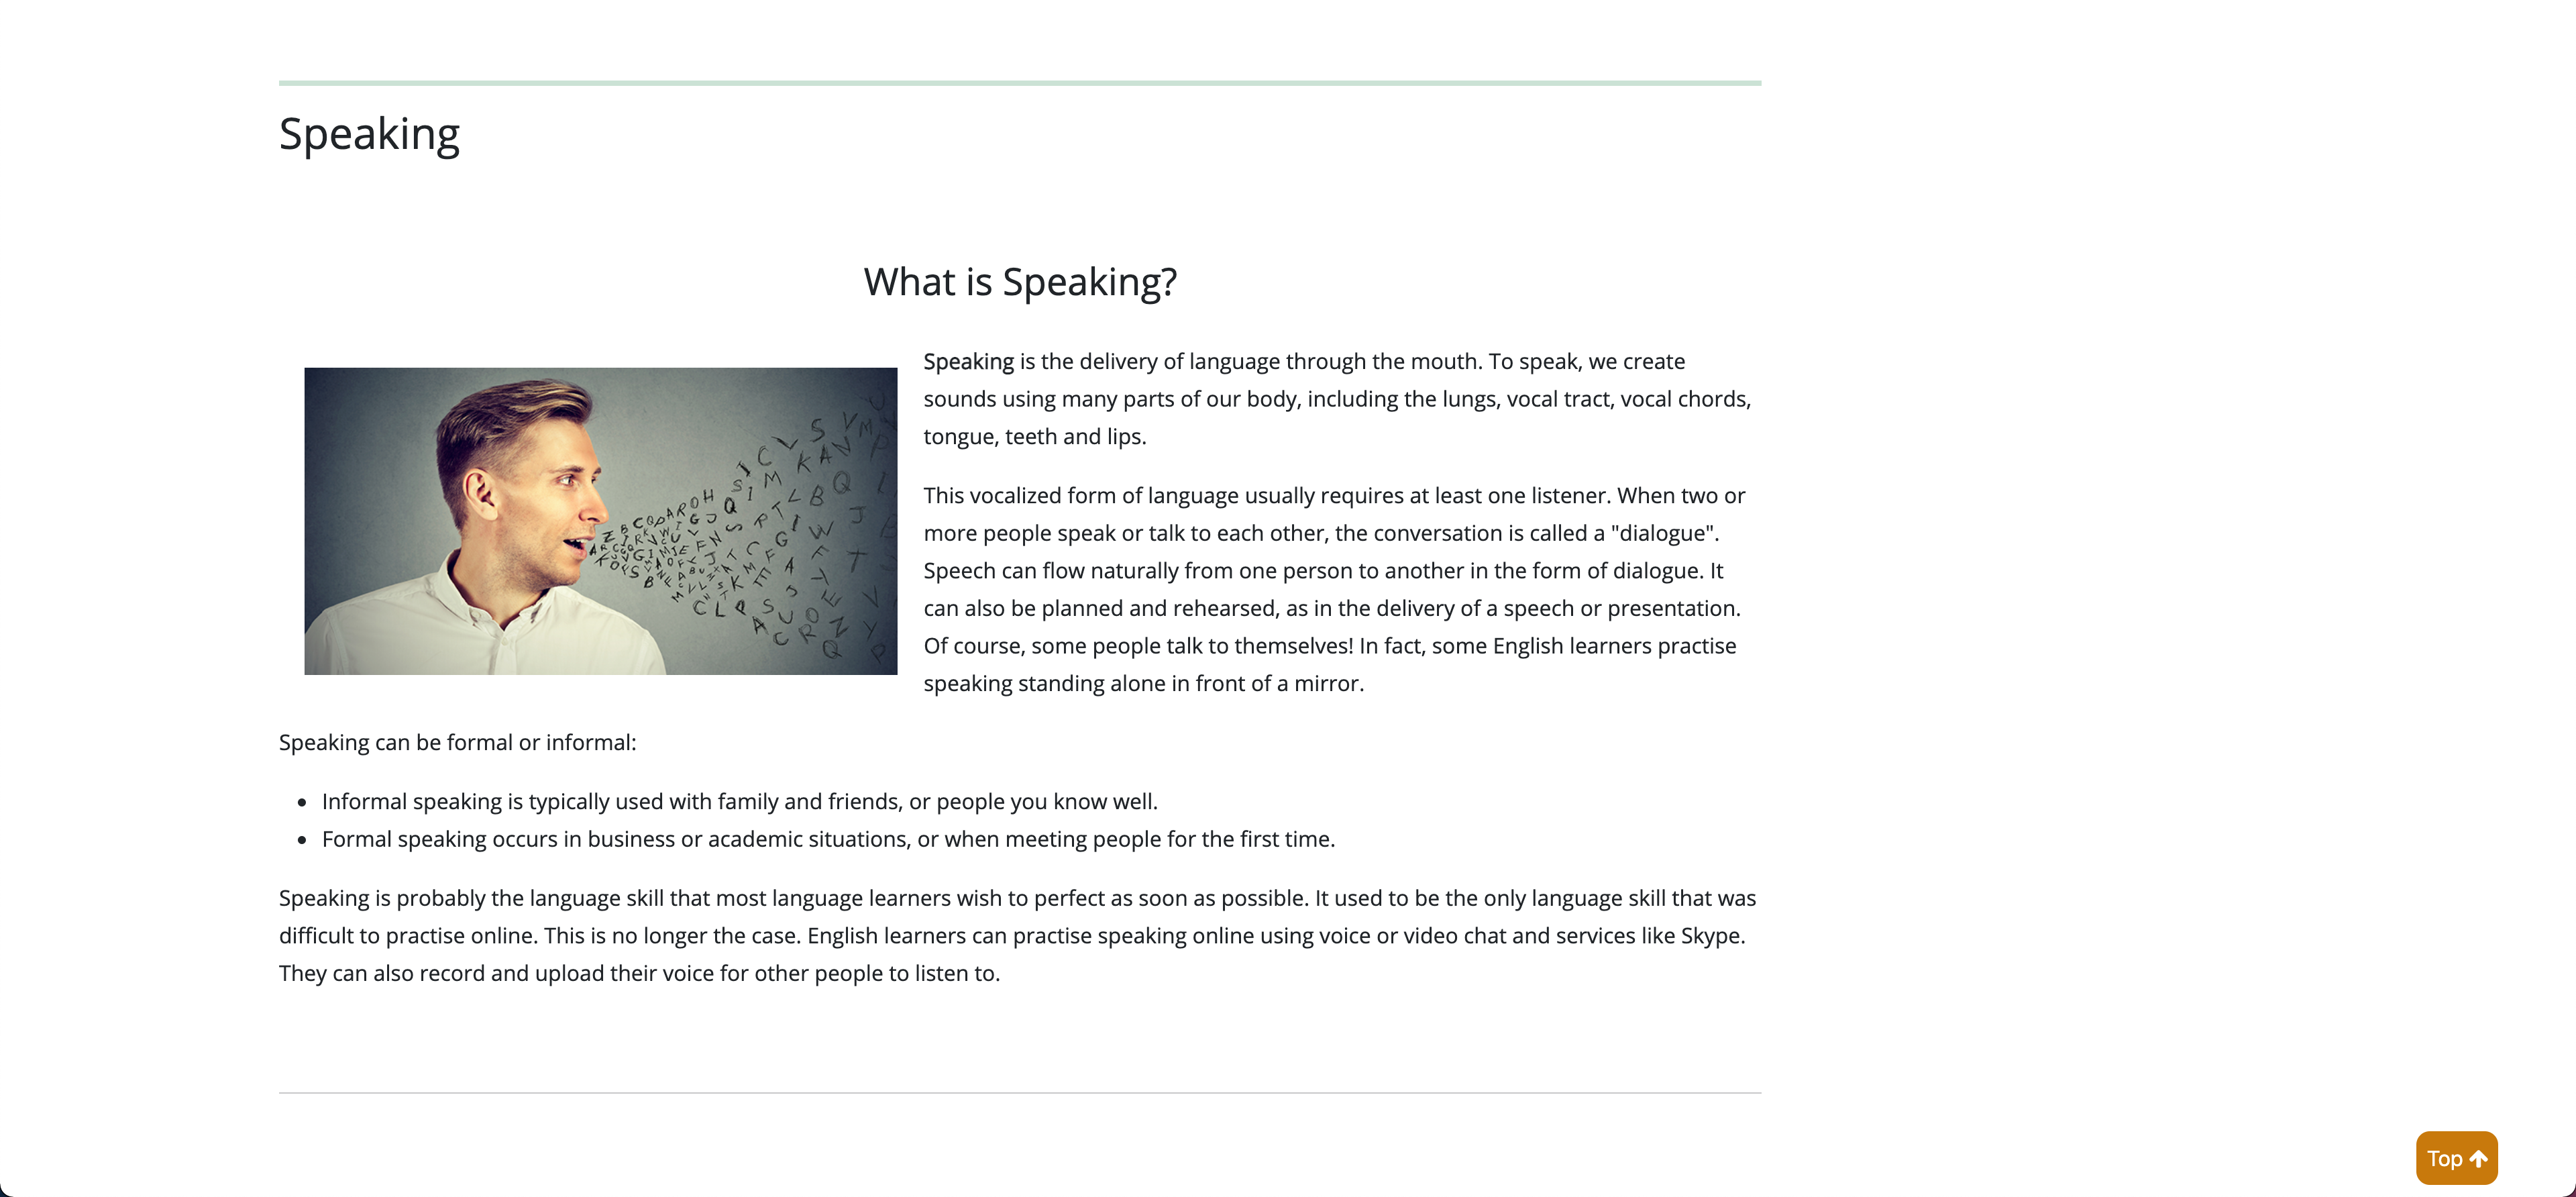 Speaking
What is Speaking?
Speaking is the delivery of language through the mouth. To speak, we create
sounds using many parts of our body, including the lungs, vocal tract, vocal chords,
tongue, teeth and lips.
This vocalized form of language usually requires at least one listener. When two or
more people speak or talk to each other, the conversation is called a "dialogue".
Speech can flow naturally from one person to another in the form of dialogue. It
can also be planned and rehearsed, as in the delivery of a speech or presentation.
Of course, some people talk to themselves! In fact, some English learners practise
speaking standing alone in front of a mirror.
Speaking can be formal or informal:
• Informal speaking is typically used with family and friends, or people you know well.
• Formal speaking occurs in business or academic situations, or when meeting people for the first time.
Speaking is probably the language skill that most language learners wish to perfect as soon as possible. It used to be the only language skill that was
difficult to practise online. This is no longer the case. English learners can practise speaking online using voice or video chat and services like Skype.
They can also record and upload their voice for other people to listen to.
Top